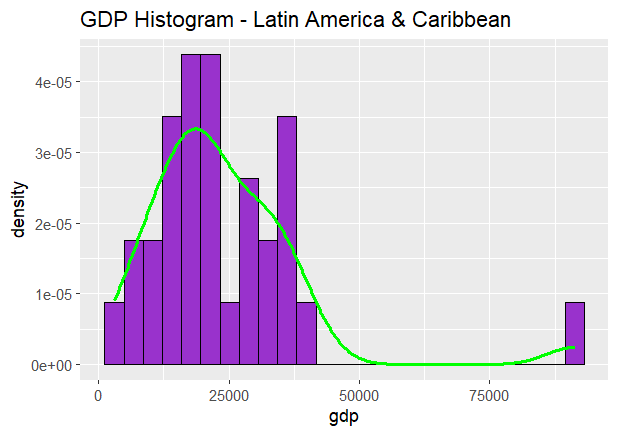 GDP Histogram - Latin America & Caribbean
4e-05
3e-05
2e-05
1e-05
0e+00
density
0 25000 50000 75000
gdp